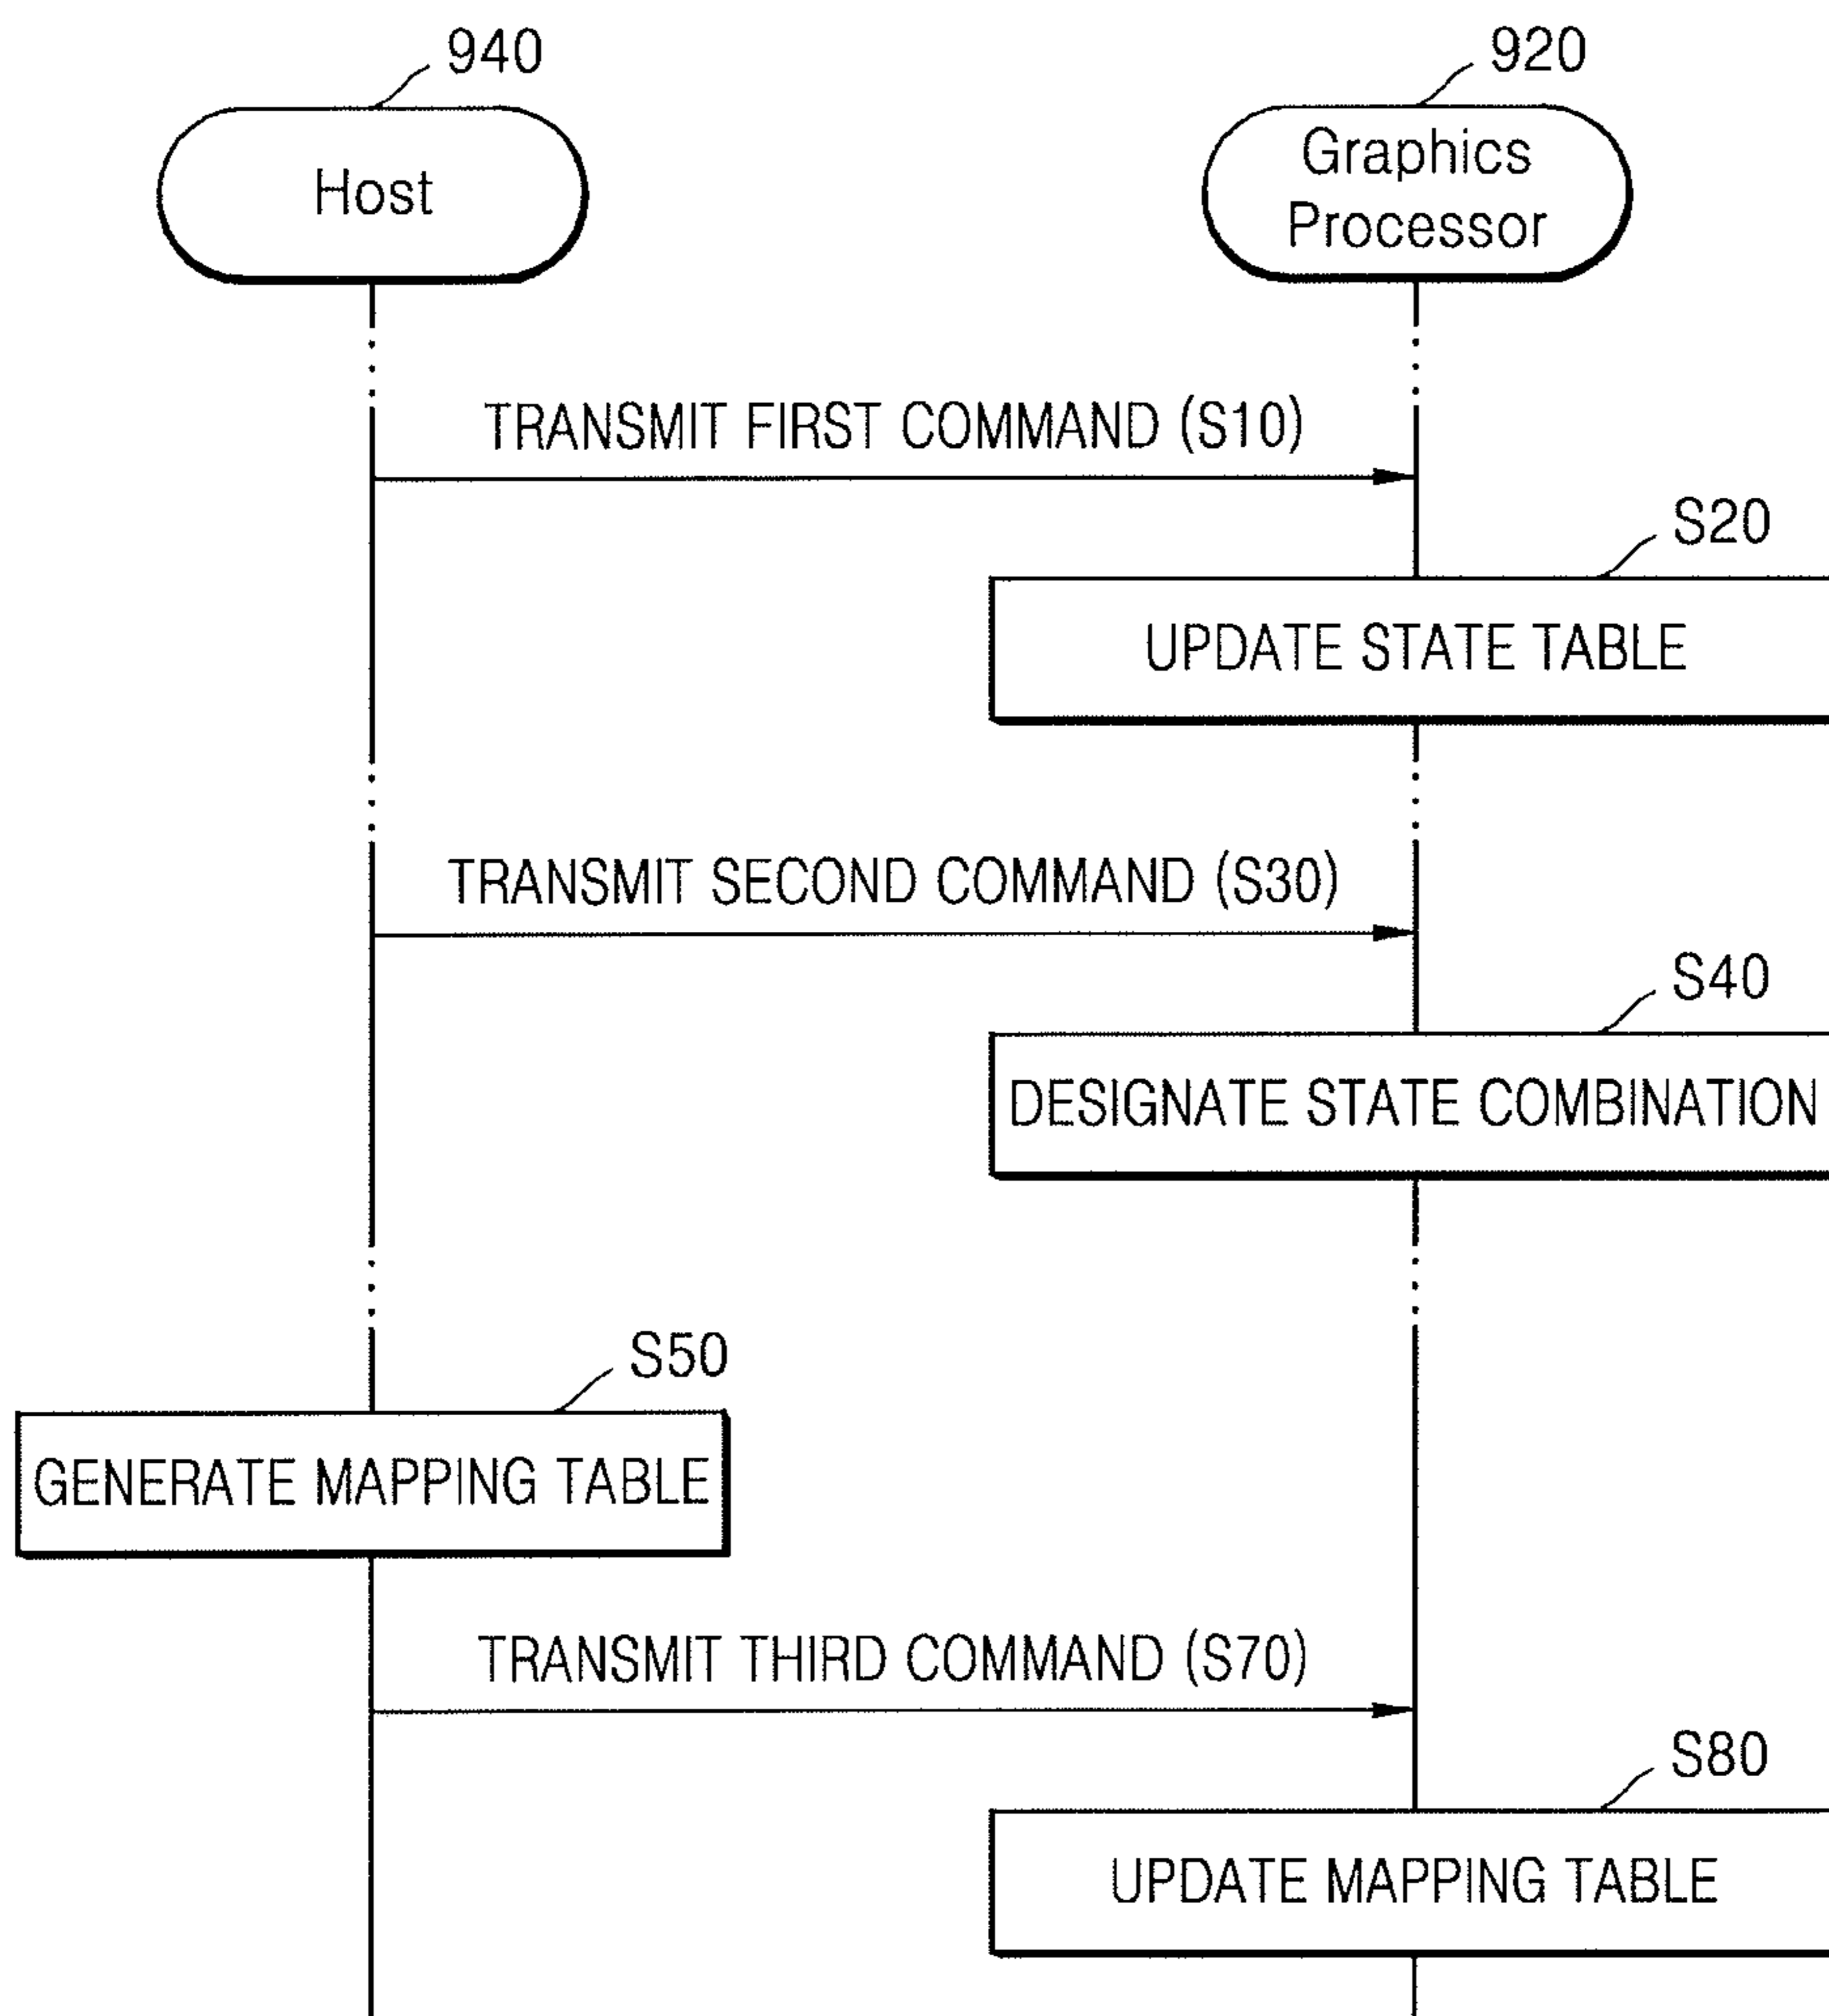 940
920
Host
Graphics
Processor
TRANSMIT FIRST COMMAND (S10)
S20
UPDATE STATE TABLE
TRANSMIT SECOND COMMAND (S30)
S40
DESIGNATE STATE COMBINATION
S50
GENERATE MAPPING TABLE
TRANSMIT THIRD COMMAND (S70)
S80
UPDATE MAPPING TABLE